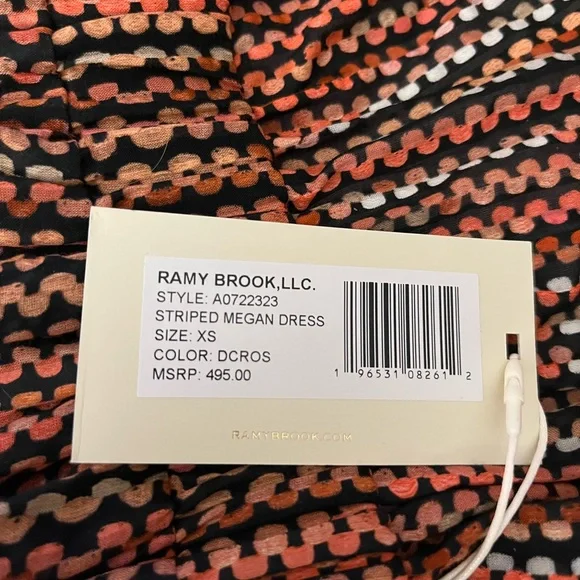 RAMY BROOK,LLC.
STYLE: A0722323
STRIPED MEGAN DRESS
SIZE: XS
COLOR: DCROS
MSRP: 495.00
1 96531 08261 2
RAMYBROOK.COM